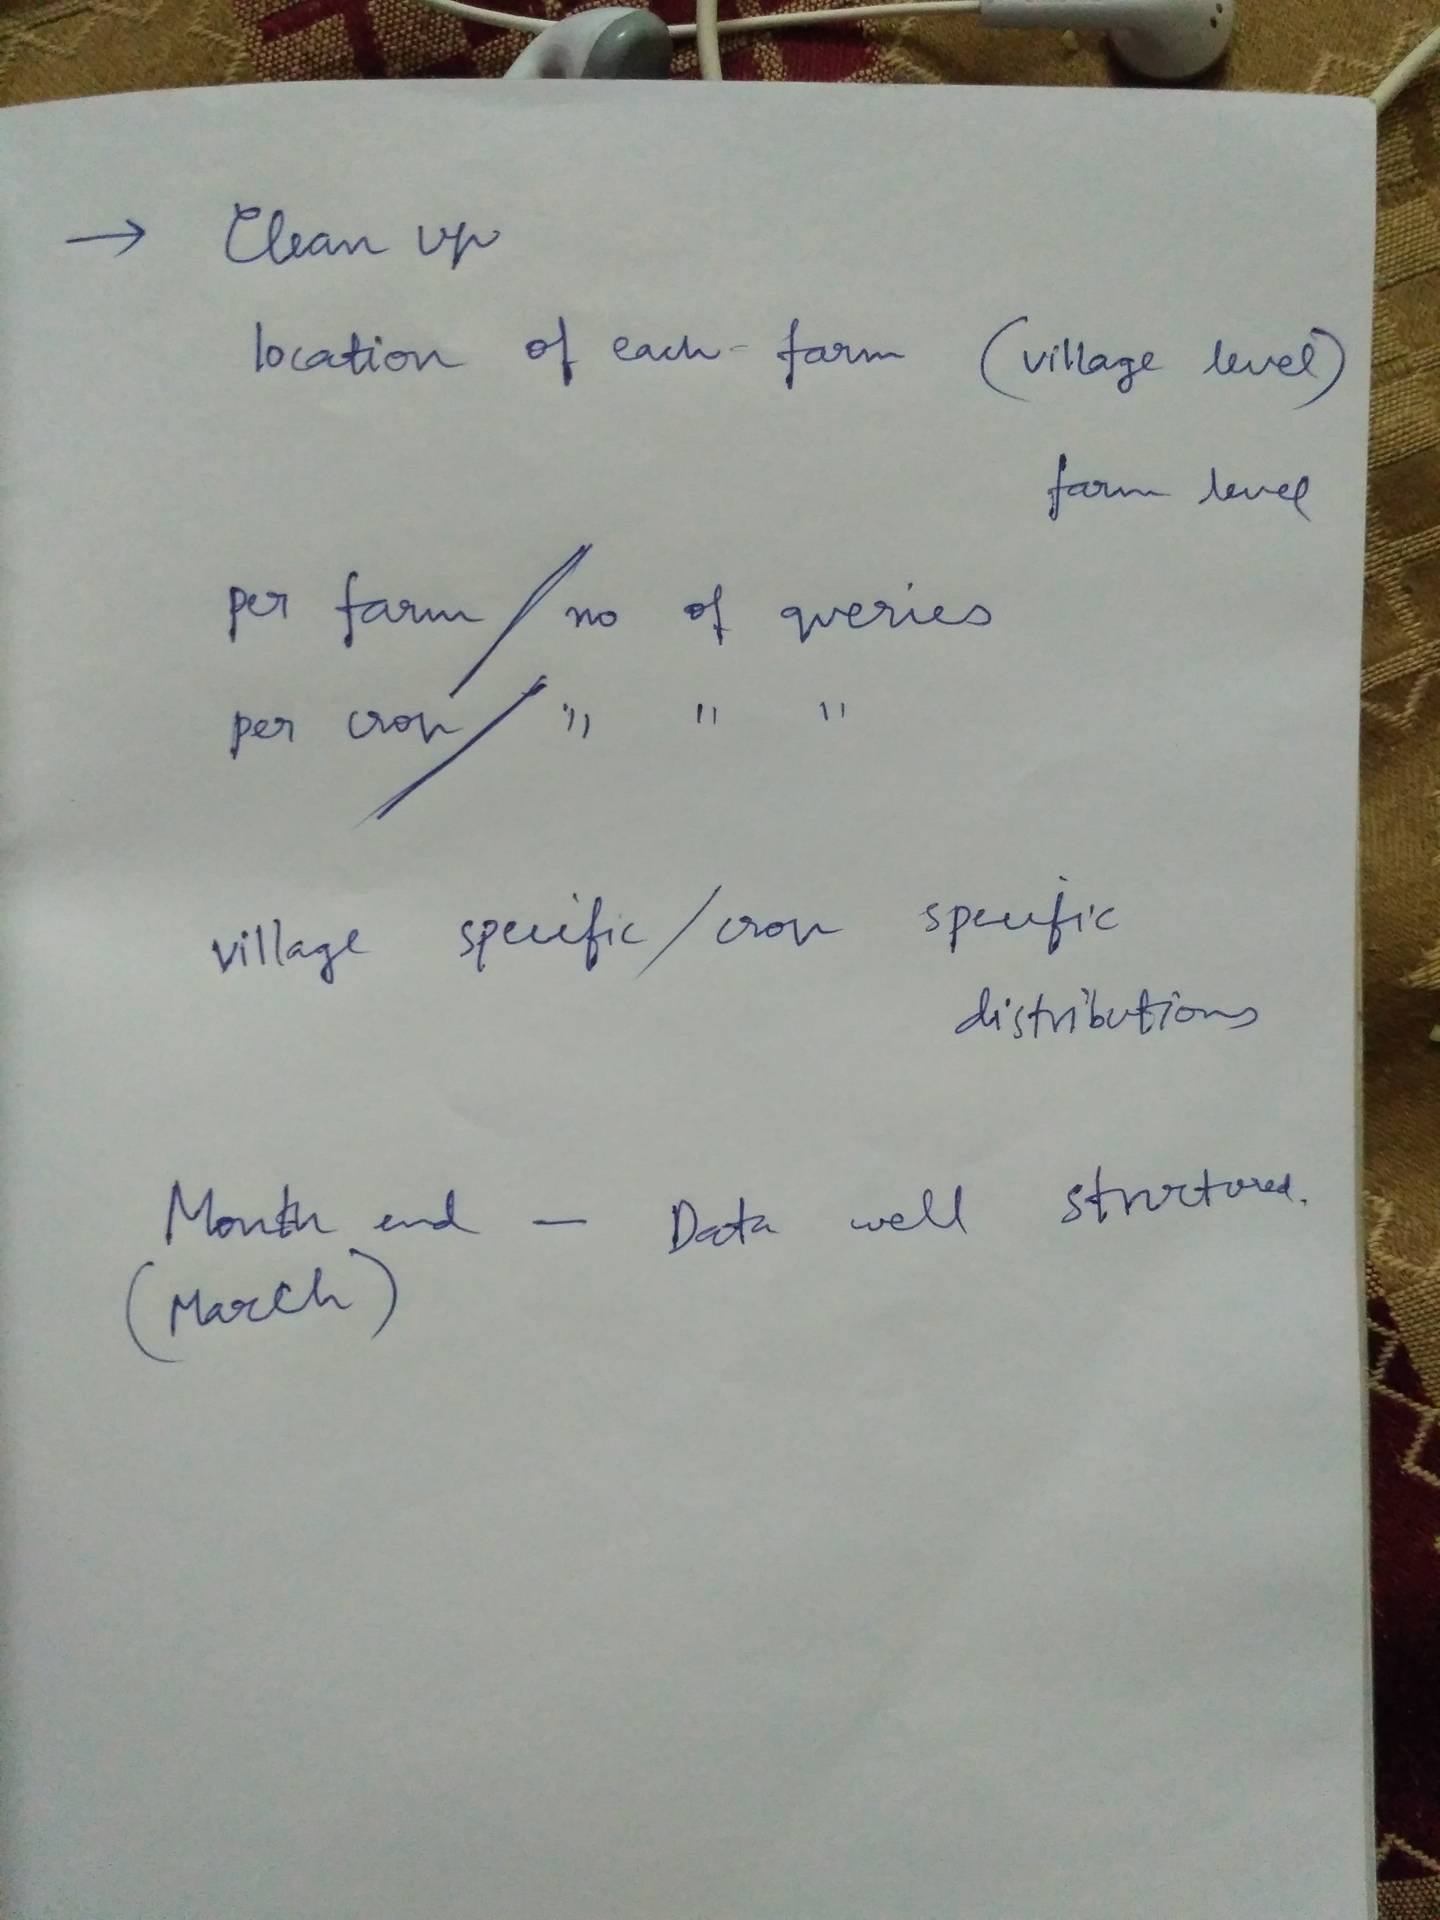 → Clean up
location of each farm (village level)
farm level
per farm / no of queries
per crop / " " "
village specific / crop specific
distributions
Month end — Data well structured.
(March)